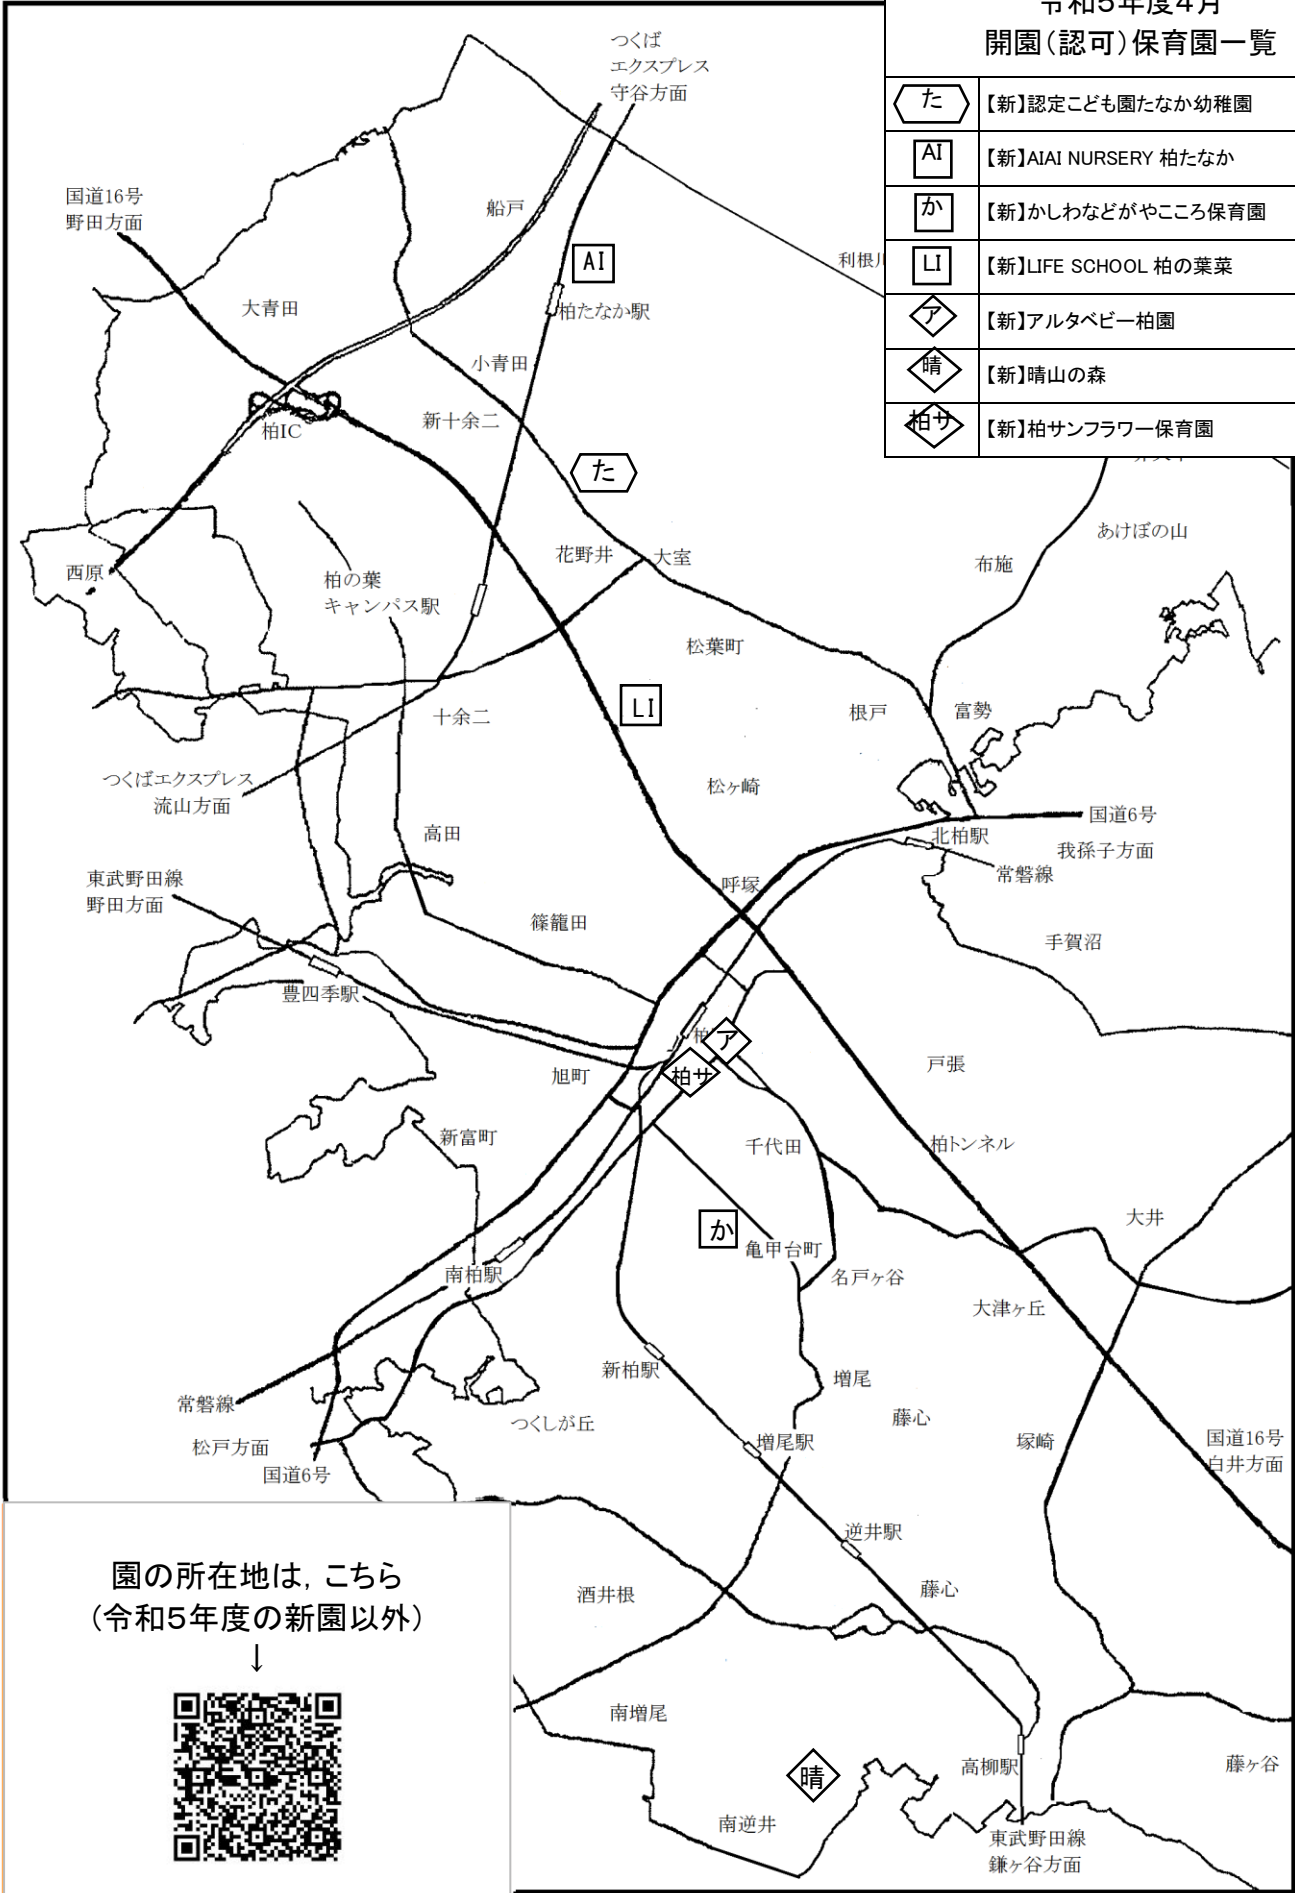 令和5年度4月
開園(認可)保育園一覧
た 【新】認定こども園たなか幼稚園
AI 【新】AIAI NURSERY 柏たなか
か 【新】かしわなどがやこころ保育園
LI 【新】LIFE SCHOOL 柏の葉菜
ア 【新】アルタベビー柏園
晴 【新】晴山の森
柏サ 【新】柏サンフラワー保育園
つくば
エクスプレス
守谷方面
国道16号
野田方面
船戸
AI
利根川
大青田
柏たなか駅
小青田
新十余二
柏IC
た
あけぼの山
花野井
大室
布施
西原
柏の葉
キャンパス駅
松葉町
LI
十余二
根戸
富勢
つくばエクスプレス
流山方面
松ヶ崎
国道6号
高田
北柏駅
我孫子方面
常磐線
東武野田線
野田方面
呼塚
篠籠田
手賀沼
豊四季駅
柏
ア
柏サ
旭町
戸張
新富町
千代田
柏トンネル
か
大井
亀甲台町
南柏駅
名戸ヶ谷
大津ヶ丘
新柏駅
増尾
常磐線
つくしが丘
藤心
松戸方面
増尾駅
塚崎
国道16号
白井方面
国道6号
逆井駅
園の所在地は，こちら
(令和5年度の新園以外)
↓
酒井根
藤心
南増尾
晴
高柳駅
藤ヶ谷
南逆井
東武野田線
鎌ヶ谷方面